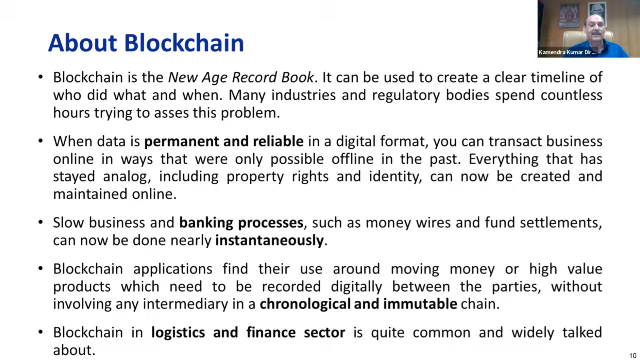 About Blockchain
Kamendra Kumar Dir...
• Blockchain is the New Age Record Book. It can be used to create a clear timeline of
who did what and when. Many industries and regulatory bodies spend countless
hours trying to asses this problem.
• When data is permanent and reliable in a digital format, you can transact business
online in ways that were only possible offline in the past. Everything that has
stayed analog, including property rights and identity, can now be created and
maintained online.
• Slow business and banking processes, such as money wires and fund settlements,
can now be done nearly instantaneously.
• Blockchain applications find their use around moving money or high value
products which need to be recorded digitally between the parties, without
involving any intermediary in a chronological and immutable chain.
• Blockchain in logistics and finance sector is quite common and widely talked
about.
10